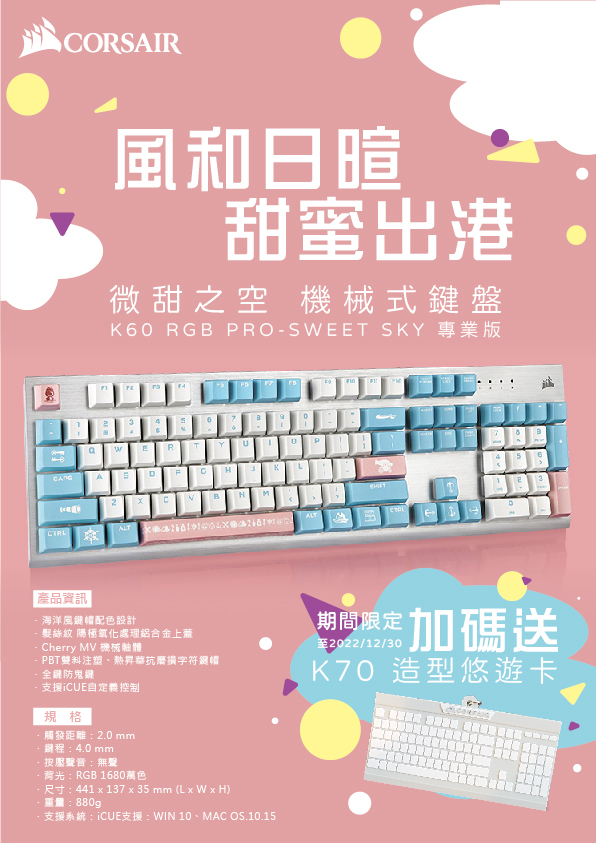 CORSAIR
風和日暄
甜蜜出港
微甜之空 機械式鍵盤
K60 RGB PRO-SWEET SKY 專業版
產品資訊
· 海洋風鍵帽配色設計
· 髮絲紋 陽極氧化處理鋁合金上蓋
· Cherry MV 機械軸體
· PBT雙料注塑、熱昇華抗磨擴字符鍵帽
· 全鍵防鬼鍵
· 支援iCUE自定義控制
規 格
· 觸發距離：2.0 mm
· 鍵程：4.0 mm
· 按壓聲音：無聲
· 背光：RGB 1680萬色
· 尺寸：441 x 137 x 35 mm (L x W x H)
· 重量：880g
· 支援系統：iCUE支援：WIN 10、MAC OS.10.15
期間限定
至2022/12/30
加碼送
K70 造型悠遊卡